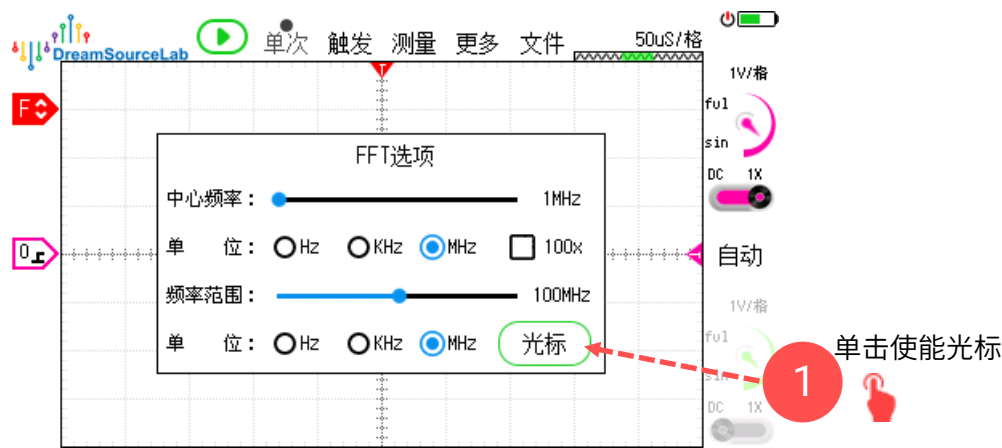 DreamSourceLab
单次 触发 测量 更多 文件 50uS/格
T
1V/格
F
ful
sin
DC 1X
FFT选项
中心频率： 1MHz
单 位： Hz KHz MHz 100x
0
自动
频率范围： 100MHz
1V/格
单 位： Hz KHz MHz 光标
ful
单击使能光标
1
sin
DC 1X